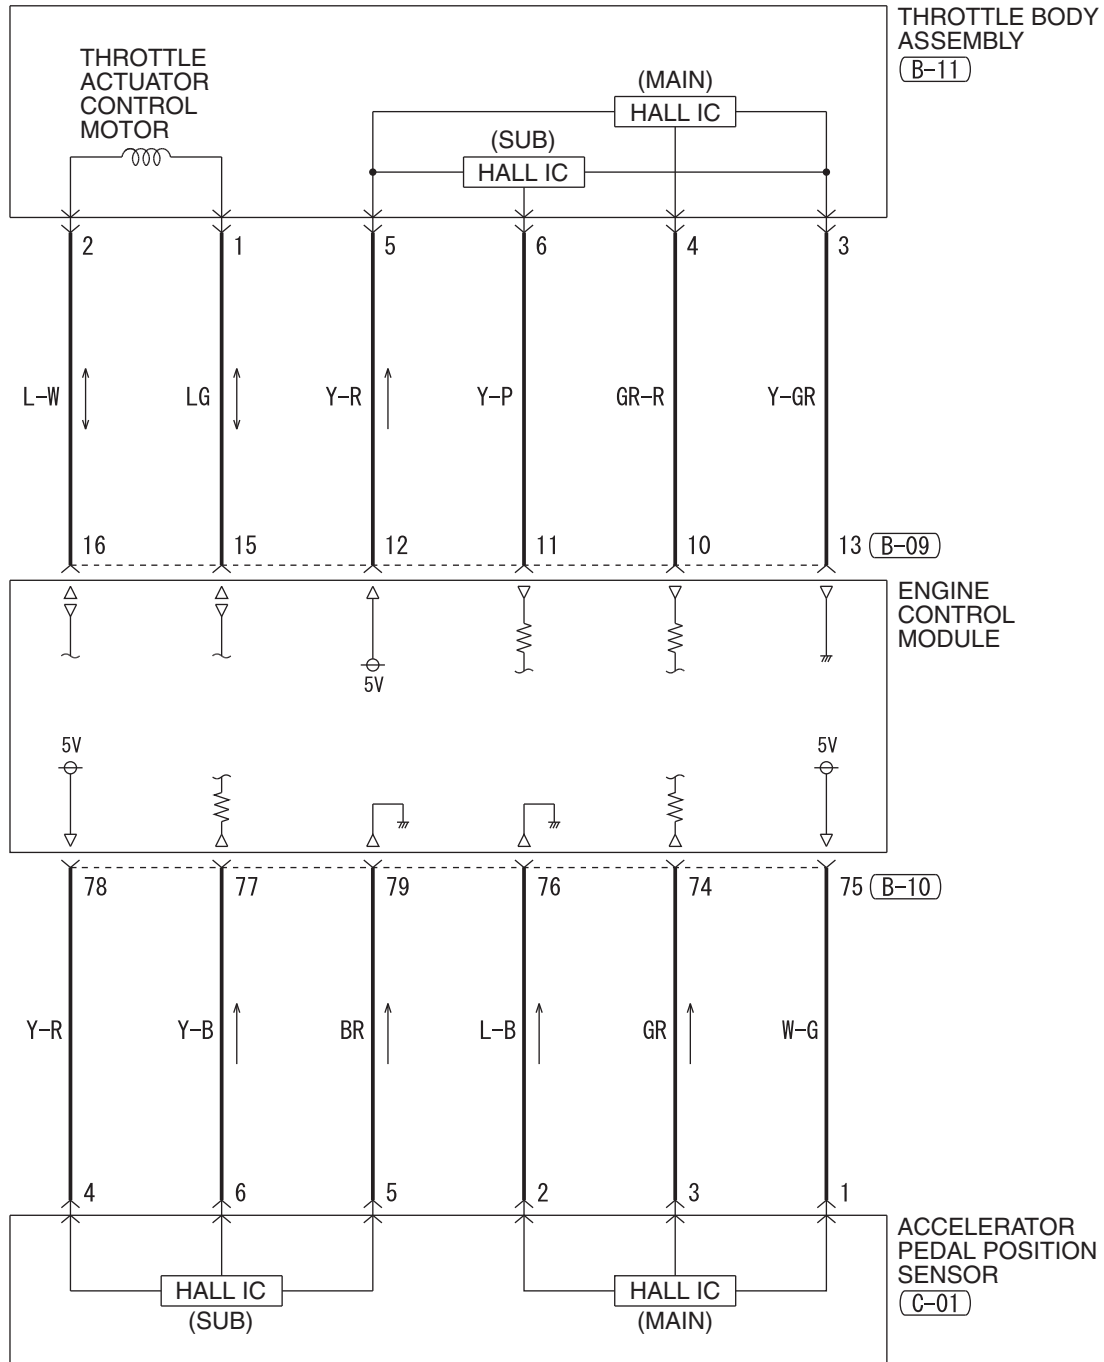 THROTTLE BODY
ASSEMBLY
B-11
THROTTLE
ACTUATOR
CONTROL
MOTOR
(MAIN)
HALL IC
(SUB)
HALL IC
2 1 5 6 4 3
L-W LG Y-R Y-P GR-R Y-GR
16 15 12 11 10 13 B-09
ENGINE
CONTROL
MODULE
5V
5V 5V
78 77 79 76 74 75 B-10
Y-R Y-B BR L-B GR W-G
4 6 5 2 3 1
ACCELERATOR
PEDAL POSITION
SENSOR
C-01
HALL IC
(SUB)
HALL IC
(MAIN)